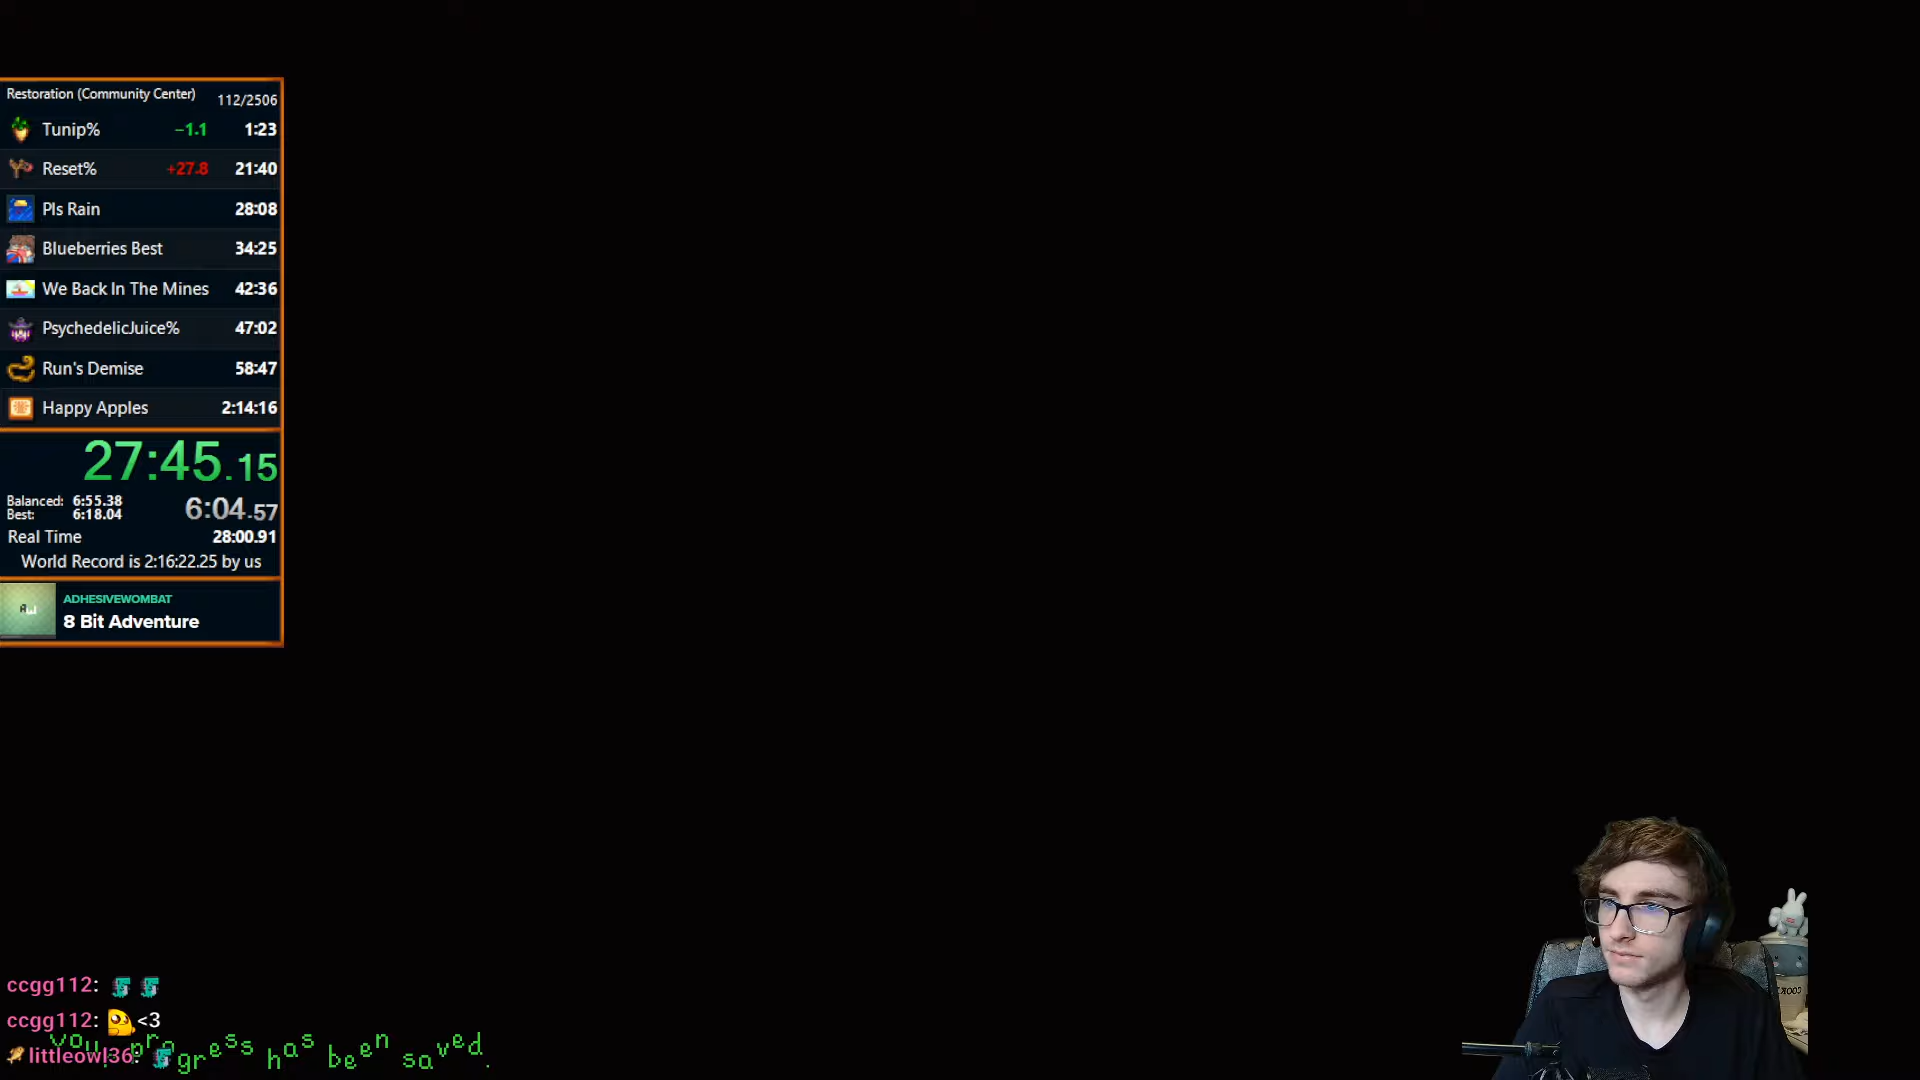 Restoration (Community Center) 112/2506
Tunip% −1.1 1:23
Reset% +27.8 21:40
Pls Rain 28:08
Blueberries Best 34:25
We Back In The Mines 42:36
PsychedelicJuice% 47:02
Run's Demise 58:47
Happy Apples 2:14:16
27:45.15
Balanced: 6:55.38
Best: 6:18.04
6:04.57
Real Time 28:00.91
World Record is 2:16:22.25 by us
ADHESIVEWOMBAT
8 Bit Adventure
ccgg112:
ccgg112: <3
littleowl36:
progress has been saved.